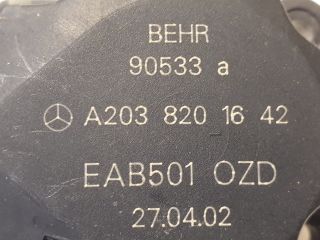 BEHR
90533 a
A203 820 16 42
EAB501 OZD
27.04.02